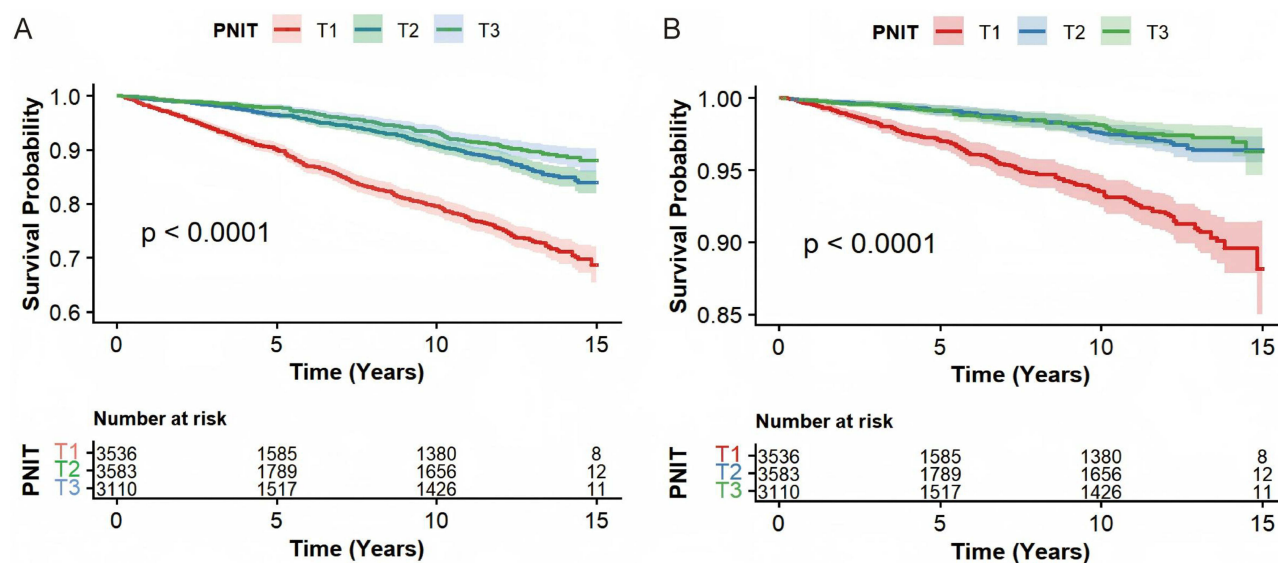 A
PNIT T1 T2 T3
Survival Probability
1.0
0.9
0.8
0.7
0.6
p < 0.0001
0 5 10 15
Time (Years)
Number at risk
PNIT
T1 3536 1585 1380 8
T2 3583 1789 1656 12
T3 3110 1517 1426 11
0 5 10 15
Time (Years)
B
PNIT T1 T2 T3
Survival Probability
1.00
0.95
0.90
0.85
p < 0.0001
0 5 10 15
Time (Years)
Number at risk
PNIT
T1 3536 1585 1380 8
T2 3583 1789 1656 12
T3 3110 1517 1426 11
0 5 10 15
Time (Years)